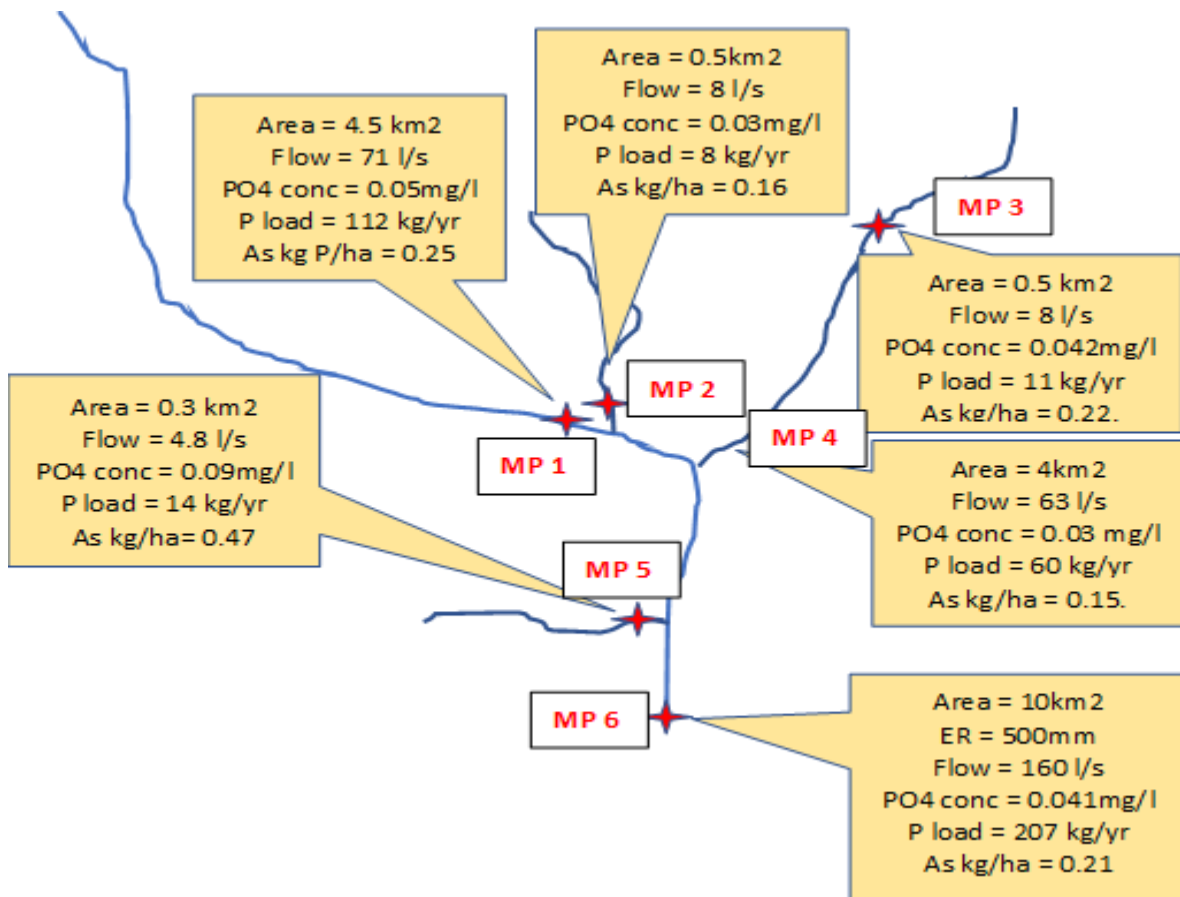 Area = 0.5km2
Flow = 8 l/s
PO4 conc = 0.03mg/l
P load = 8 kg/yr
As kg/ha = 0.16
Area = 4.5 km2
Flow = 71 l/s
PO4 conc = 0.05mg/l
P load = 112 kg/yr
As kg P/ha = 0.25
MP 3
Area = 0.5 km2
Flow = 8 l/s
PO4 conc = 0.042mg/l
P load = 11 kg/yr
As kg/ha = 0.22.
MP 2
MP 1
MP 4
Area = 0.3 km2
Flow = 4.8 l/s
PO4 conc = 0.09mg/l
P load = 14 kg/yr
As kg/ha= 0.47
Area = 4km2
Flow = 63 l/s
PO4 conc = 0.03 mg/l
P load = 60 kg/yr
As kg/ha = 0.15.
MP 5
MP 6
Area = 10km2
ER = 500mm
Flow = 160 l/s
PO4 conc = 0.041mg/l
P load = 207 kg/yr
As kg/ha = 0.21